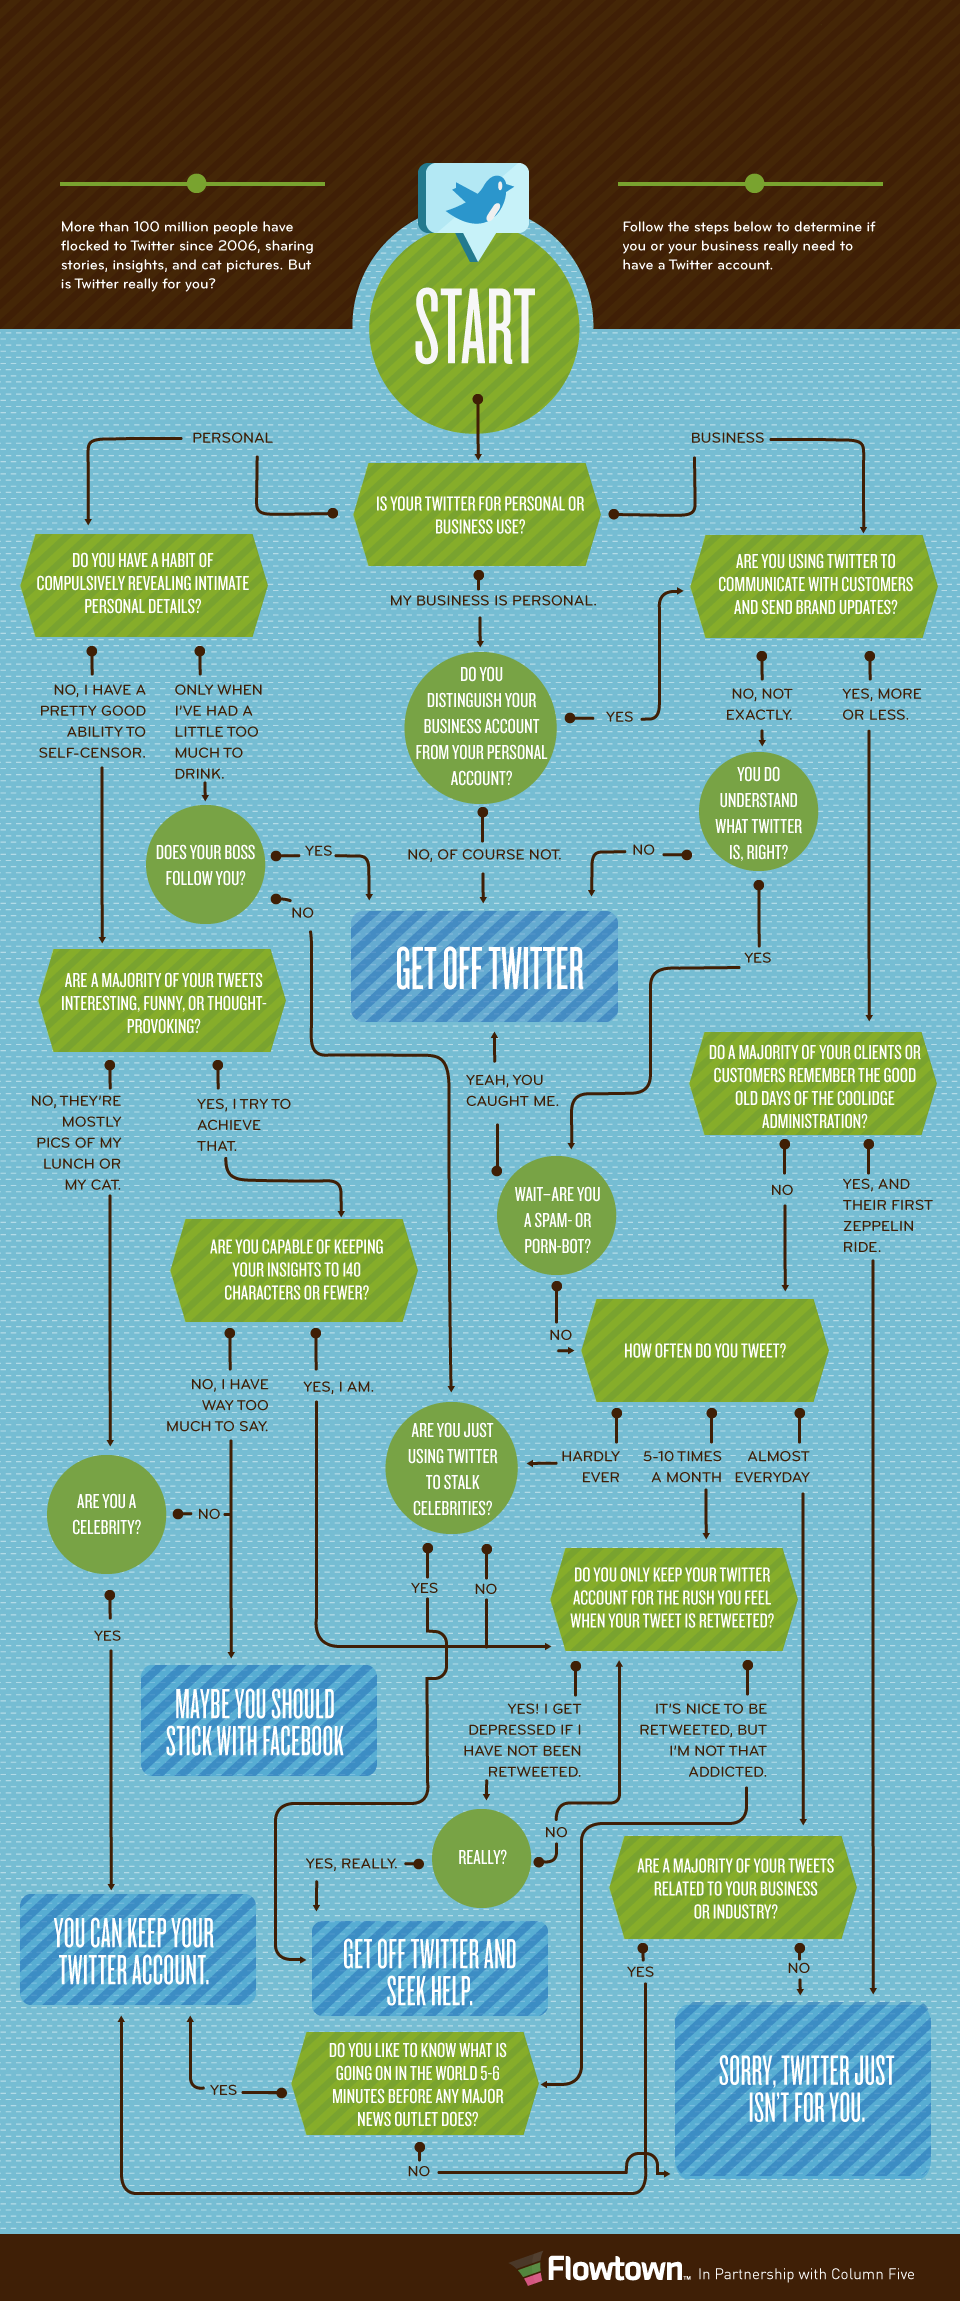 More than 100 million people have
flocked to Twitter since 2006, sharing
stories, insights, and cat pictures. But
is Twitter really for you?
Follow the steps below to determine if
you or your business really need to
have a Twitter account.
START
PERSONAL
BUSINESS
IS YOUR TWITTER FOR PERSONAL OR
BUSINESS USE?
DO YOU HAVE A HABIT OF
COMPULSIVELY REVEALING INTIMATE
PERSONAL DETAILS?
ARE YOU USING TWITTER TO
COMMUNICATE WITH CUSTOMERS
AND SEND BRAND UPDATES?
MY BUSINESS IS PERSONAL.
NO, I HAVE A
PRETTY GOOD
ABILITY TO
SELF-CENSOR.
ONLY WHEN
I'VE HAD A
LITTLE TOO
MUCH TO
DRINK.
DO YOU
DISTINGUISH YOUR
BUSINESS ACCOUNT
FROM YOUR PERSONAL
ACCOUNT?
YES
NO, NOT
EXACTLY.
YES, MORE
OR LESS.
YOU DO
UNDERSTAND
WHAT TWITTER
IS, RIGHT?
DOES YOUR BOSS
FOLLOW YOU?
YES
NO, OF COURSE NOT.
NO
NO
GET OFF TWITTER
YES
ARE A MAJORITY OF YOUR TWEETS
INTERESTING, FUNNY, OR THOUGHT-
PROVOKING?
DO A MAJORITY OF YOUR CLIENTS OR
CUSTOMERS REMEMBER THE GOOD
OLD DAYS OF THE COOLIDGE
ADMINISTRATION?
YEAH, YOU
CAUGHT ME.
NO, THEY'RE
MOSTLY
PICS OF MY
LUNCH OR
MY CAT.
YES, I TRY TO
ACHIEVE
THAT.
WAIT–ARE YOU
A SPAM- OR
PORN-BOT?
NO
YES, AND
THEIR FIRST
ZEPPELIN
RIDE.
ARE YOU CAPABLE OF KEEPING
YOUR INSIGHTS TO 140
CHARACTERS OR FEWER?
NO
HOW OFTEN DO YOU TWEET?
NO, I HAVE
WAY TOO
MUCH TO SAY.
YES, I AM.
ARE YOU JUST
USING TWITTER
TO STALK
CELEBRITIES?
HARDLY
EVER
5-10 TIMES
A MONTH
ALMOST
EVERYDAY
ARE YOU A
CELEBRITY?
NO
YES
NO
DO YOU ONLY KEEP YOUR TWITTER
ACCOUNT FOR THE RUSH YOU FEEL
WHEN YOUR TWEET IS RETWEETED?
YES
MAYBE YOU SHOULD
STICK WITH FACEBOOK
YES! I GET
DEPRESSED IF I
HAVE NOT BEEN
RETWEETED.
IT'S NICE TO BE
RETWEETED, BUT
I'M NOT THAT
ADDICTED.
NO
YES, REALLY.
REALLY?
ARE A MAJORITY OF YOUR TWEETS
RELATED TO YOUR BUSINESS
OR INDUSTRY?
YOU CAN KEEP YOUR
TWITTER ACCOUNT.
GET OFF TWITTER AND
SEEK HELP.
YES
NO
DO YOU LIKE TO KNOW WHAT IS
GOING ON IN THE WORLD 5-6
MINUTES BEFORE ANY MAJOR
NEWS OUTLET DOES?
YES
SORRY, TWITTER JUST
ISN'T FOR YOU.
NO
Flowtown™ In Partnership with Column Five